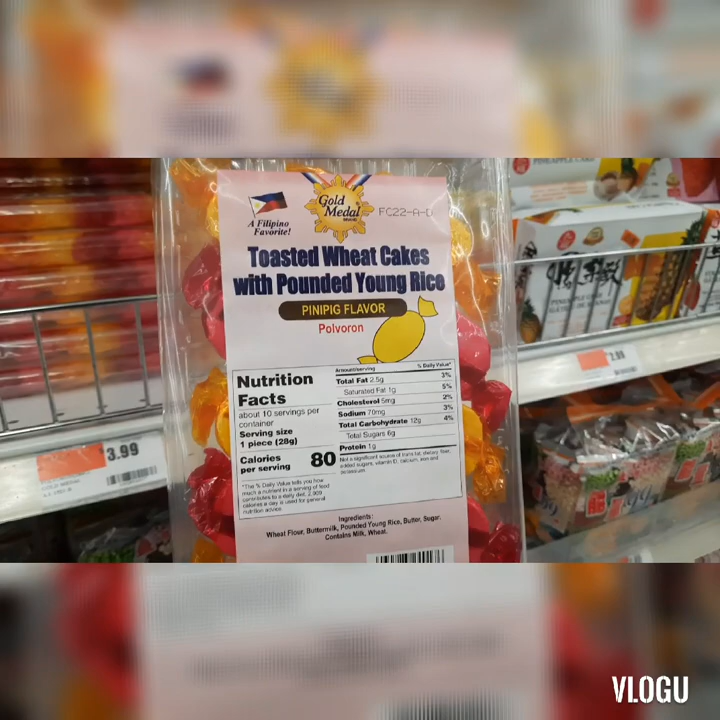 A Filipino
Favorite!
Gold
Medal
FC22-A-D
Toasted Wheat Cakes
with Pounded Young Rice
PINIPIG FLAVOR
Polvoron
Nutrition
Facts
about 10 servings per
container
Serving size
1 piece (28g)
Calories
per serving 80
*The % Daily Value tells you how
much a nutrient in a serving of food
contributes to a daily diet. 2,000
calories a day is used for general
nutrition advice.
Amount/serving % Daily Value*
Total Fat 2.5g 3%
Saturated Fat 1g 5%
Cholesterol 5mg 2%
Sodium 70mg 3%
Total Carbohydrate 12g 4%
Total Sugars 6g
Protein 1g
Not a significant source of trans fat, dietary fiber,
added sugars, vitamin D, calcium, iron and
potassium
Ingredients:
Wheat Flour, Buttermilk, Pounded Young Rice, Butter, Sugar.
Contains Milk, Wheat.
3.99
PINEAPPLE CAKE
2.99
VLOGU